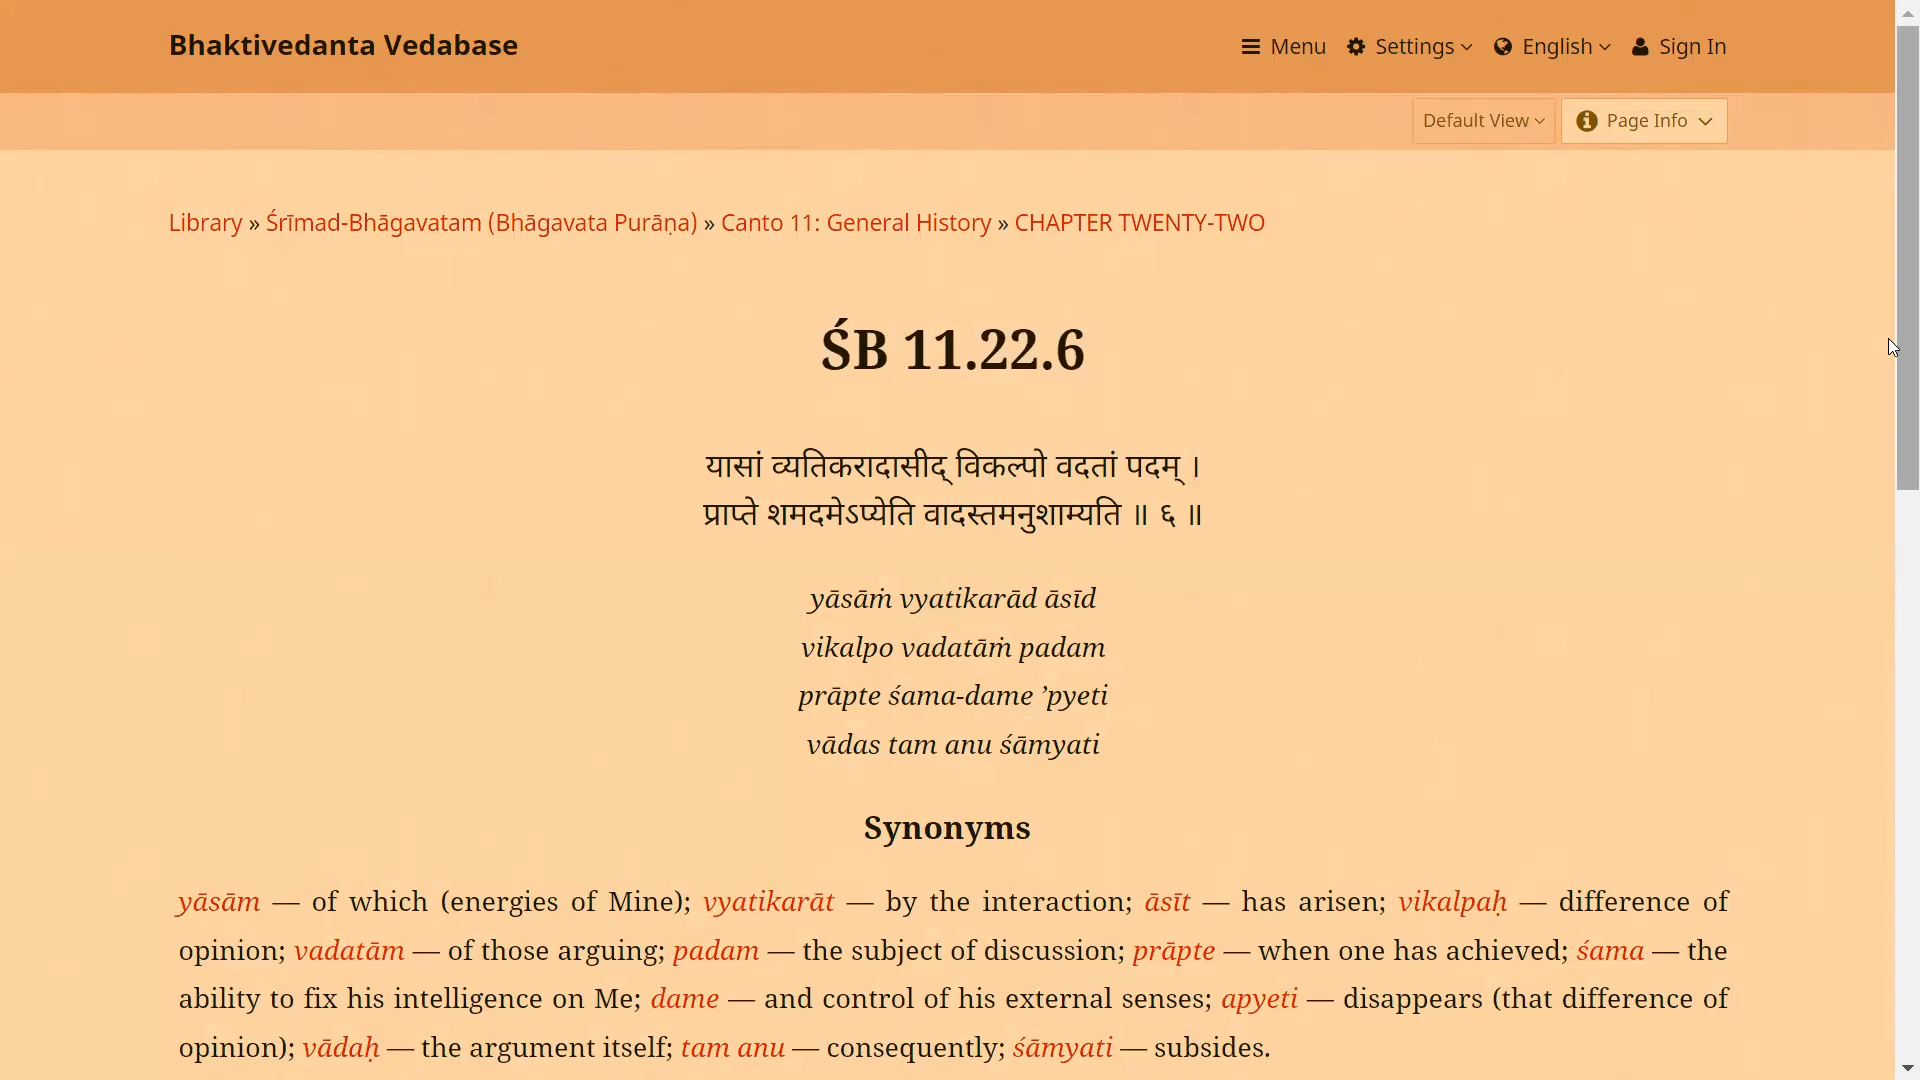 Bhaktivedanta Vedabase
Menu Settings English Sign In
Default View Page Info
Library » Śrīmad-Bhāgavatam (Bhāgavata Purāṇa) » Canto 11: General History » CHAPTER TWENTY-TWO
ŚB 11.22.6
यासां व्यतिकरादासीद् विकल्पो वदतां पदम् ।
प्राप्ते शमदमेऽप्येति वादस्तमनुशाम्यति ॥ ६ ॥
yāsāṁ vyatikarād āsīd
vikalpo vadatāṁ padam
prāpte śama-dame ’pyeti
vādas tam anu śāmyati
Synonyms
yāsām — of which (energies of Mine); vyatikarāt — by the interaction; āsīt — has arisen; vikalpaḥ — difference of
opinion; vadatām — of those arguing; padam — the subject of discussion; prāpte — when one has achieved; śama — the
ability to fix his intelligence on Me; dame — and control of his external senses; apyeti — disappears (that difference of
opinion); vādaḥ — the argument itself; tam anu — consequently; śāmyati — subsides.